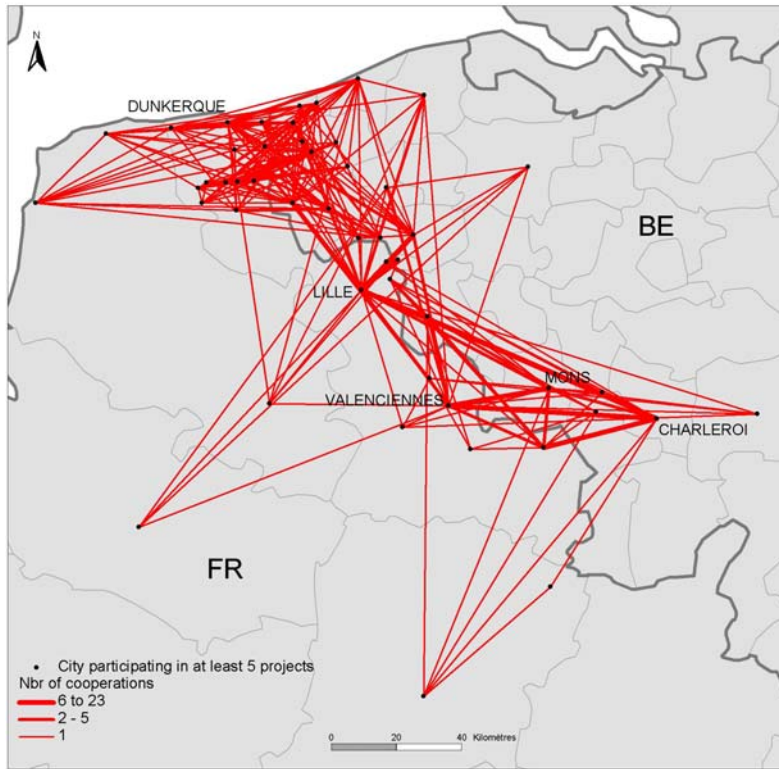 N
DUNKERQUE
BE
LILLE
MONS
VALENCIENNES
CHARLEROI
FR
City participating in at least 5 projects
Nbr of cooperations
6 to 23
2 - 5
1
0 20 40 Kilomètres